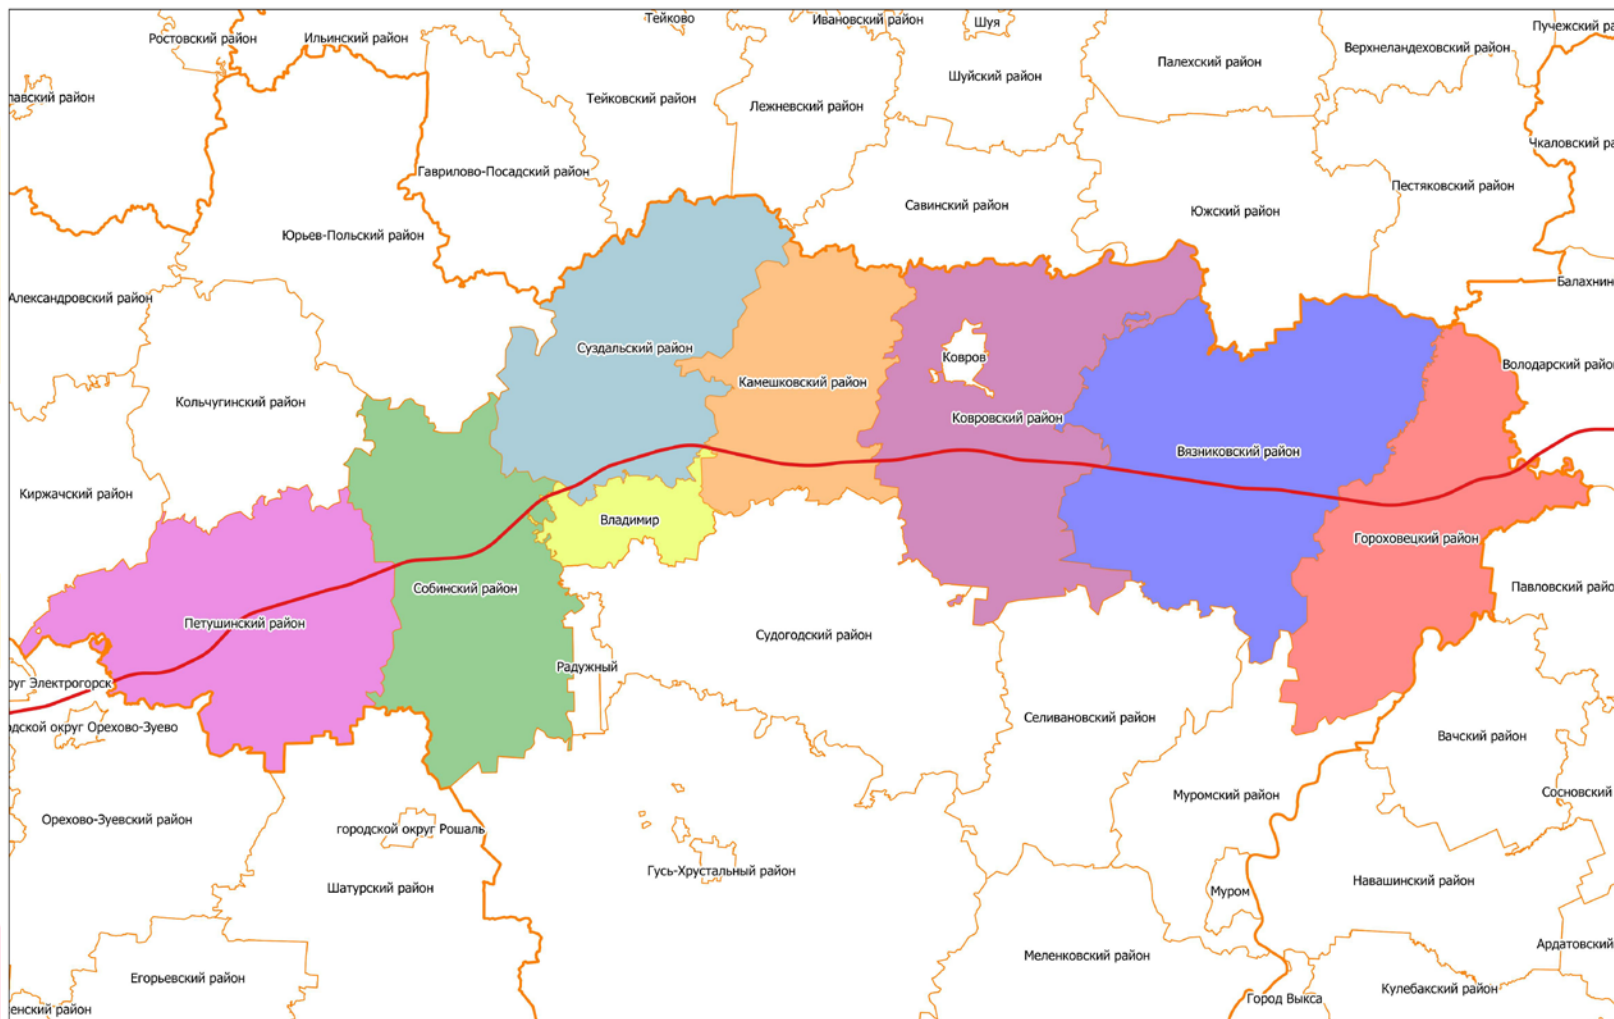 Тейково
Ивановский район
Шуя
Пучежский ра
Ростовский район
Ильинский район
Верхнеландеховский район
Палехский район
Шуйский район
лавский район
Тейковский район
Лежневский район
Чкаловский ра
Гаврилово-Посадский район
Пестяковский район
Савинский район
Южский район
Юрьев-Польский район
Балахнин
Александровский район
Суздальский район
Ковров
Володарский район
Камешковский район
Кольчугинский район
Ковровский район
Вязниковский район
Киржачский район
Владимир
Гороховецкий район
Собинский район
Павловский райо
Петушинский район
Судогодский район
Радужный
руг Электрогорск
Селивановский район
одской округ Орехово-Зуево
Вачский район
Сосновский
Муромский район
Орехово-Зуевский район
городской округ Рошаль
Гусь-Хрустальный район
Навашинский район
Шатурский район
Муром
Ардатовский
Меленковский район
Егорьевский район
Кулебакский район
Город Выкса
енский район